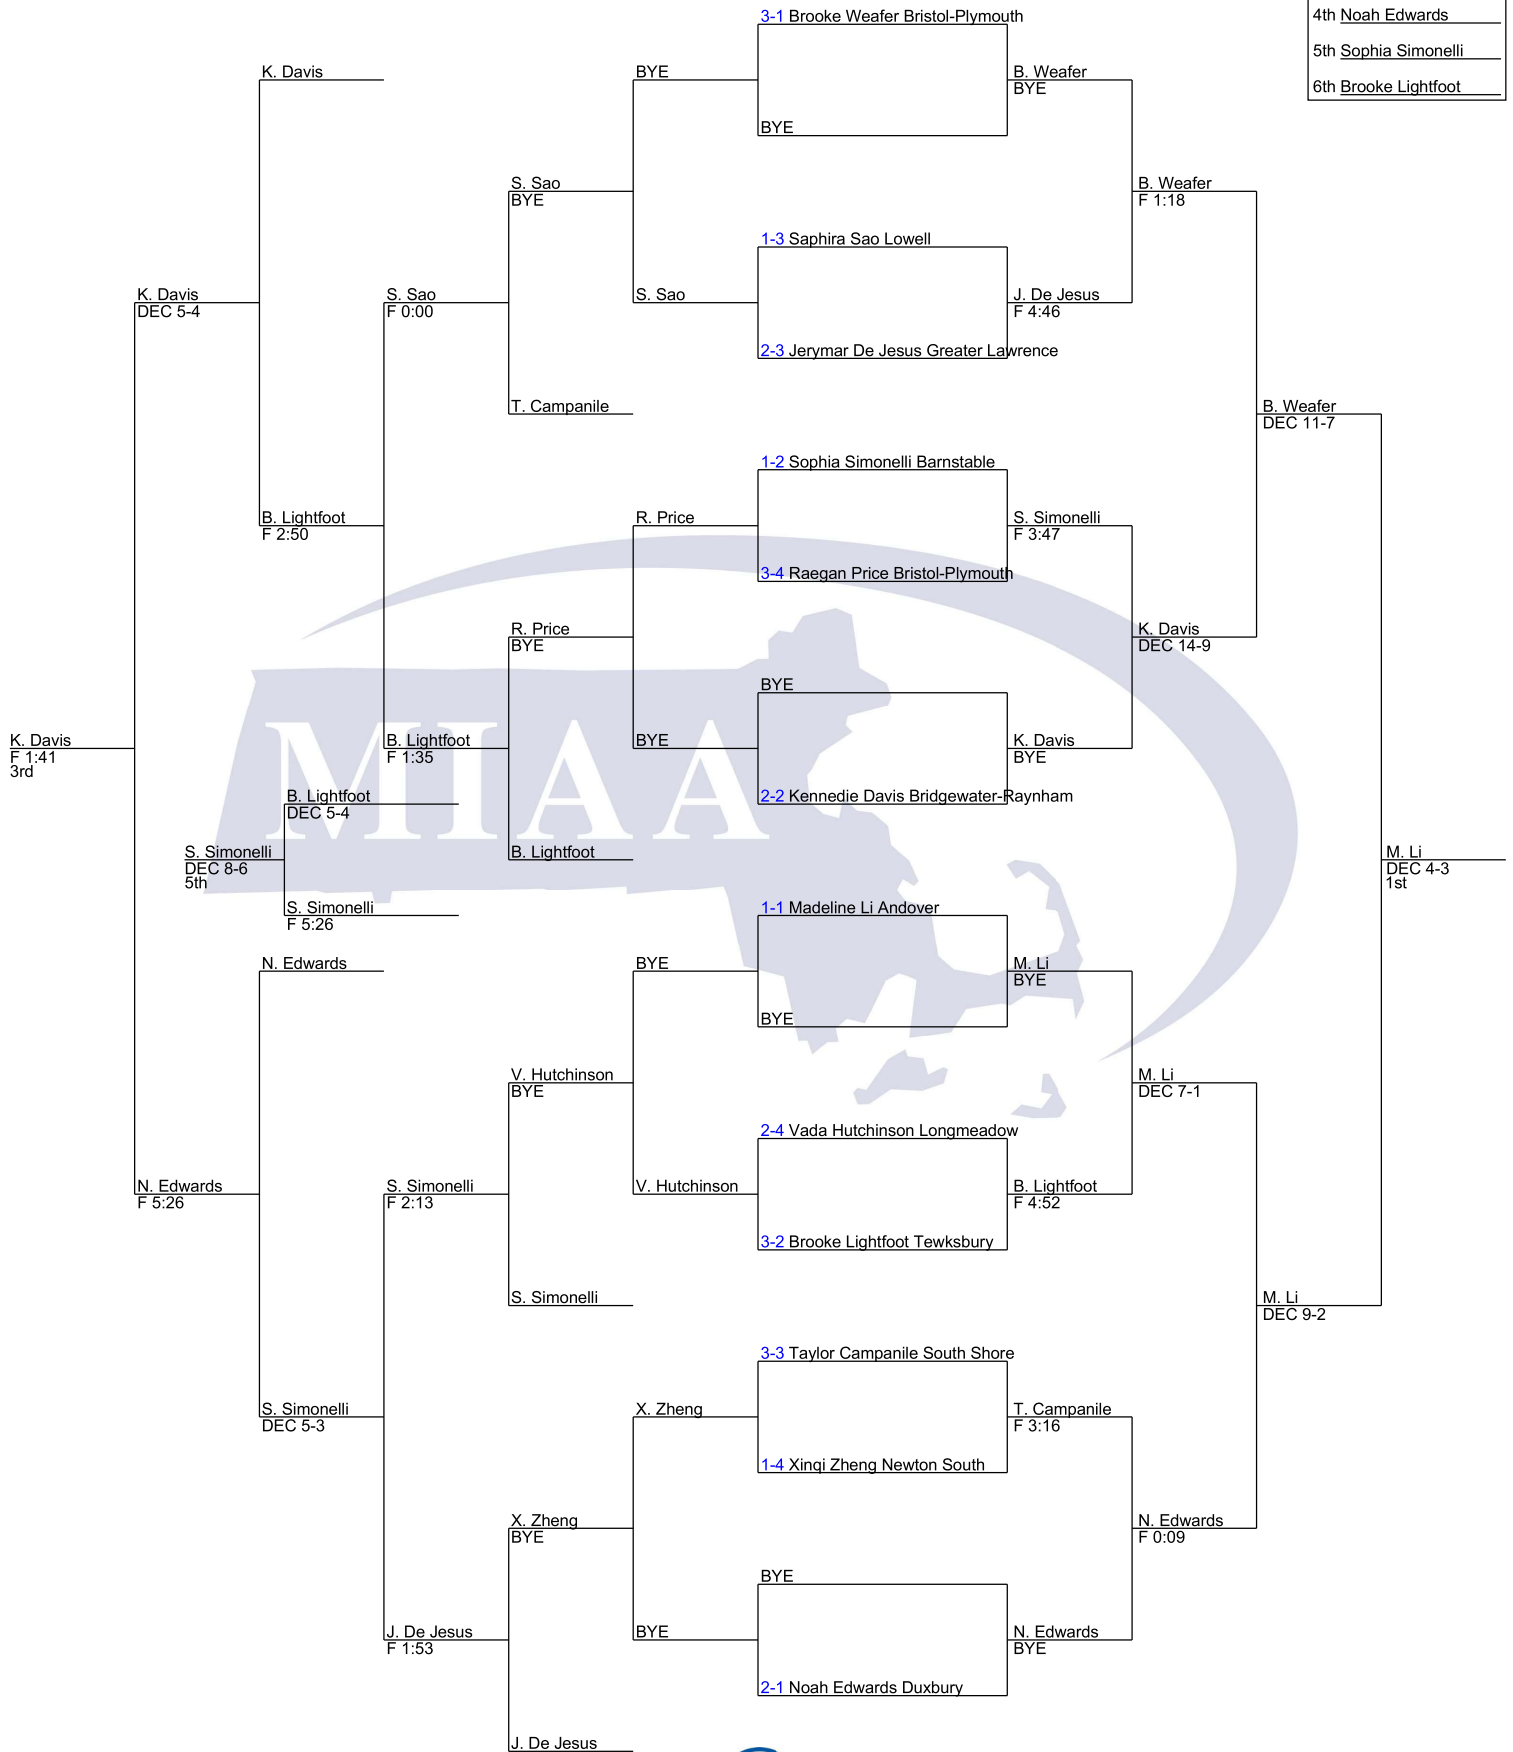 3-1 Brooke Weafer Bristol-Plymouth
4th Noah Edwards
5th Sophia Simonelli
6th Brooke Lightfoot
K. Davis
BYE
B. Weafer
BYE
BYE
S. Sao
BYE
B. Weafer
F 1:18
1-3 Saphira Sao Lowell
K. Davis
DEC 5-4
S. Sao
F 0:00
S. Sao
J. De Jesus
F 4:46
2-3 Jerymar De Jesus Greater Lawrence
T. Campanile
B. Weafer
DEC 11-7
1-2 Sophia Simonelli Barnstable
B. Lightfoot
F 2:50
R. Price
S. Simonelli
F 3:47
3-4 Raegan Price Bristol-Plymouth
R. Price
BYE
K. Davis
DEC 14-9
BYE
MIAA
K. Davis
F 1:41
3rd
B. Lightfoot
F 1:35
BYE
K. Davis
BYE
B. Lightfoot
DEC 5-4
2-2 Kennedie Davis Bridgewater-Raynham
S. Simonelli
DEC 8-6
5th
B. Lightfoot
M. Li
DEC 4-3
1st
S. Simonelli
F 5:26
1-1 Madeline Li Andover
N. Edwards
BYE
M. Li
BYE
BYE
V. Hutchinson
BYE
M. Li
DEC 7-1
2-4 Vada Hutchinson Longmeadow
N. Edwards
F 5:26
S. Simonelli
F 2:13
V. Hutchinson
B. Lightfoot
F 4:52
3-2 Brooke Lightfoot Tewksbury
S. Simonelli
M. Li
DEC 9-2
3-3 Taylor Campanile South Shore
S. Simonelli
DEC 5-3
X. Zheng
T. Campanile
F 3:16
1-4 Xinqi Zheng Newton South
X. Zheng
BYE
N. Edwards
F 0:09
BYE
J. De Jesus
F 1:53
BYE
N. Edwards
BYE
2-1 Noah Edwards Duxbury
J. De Jesus